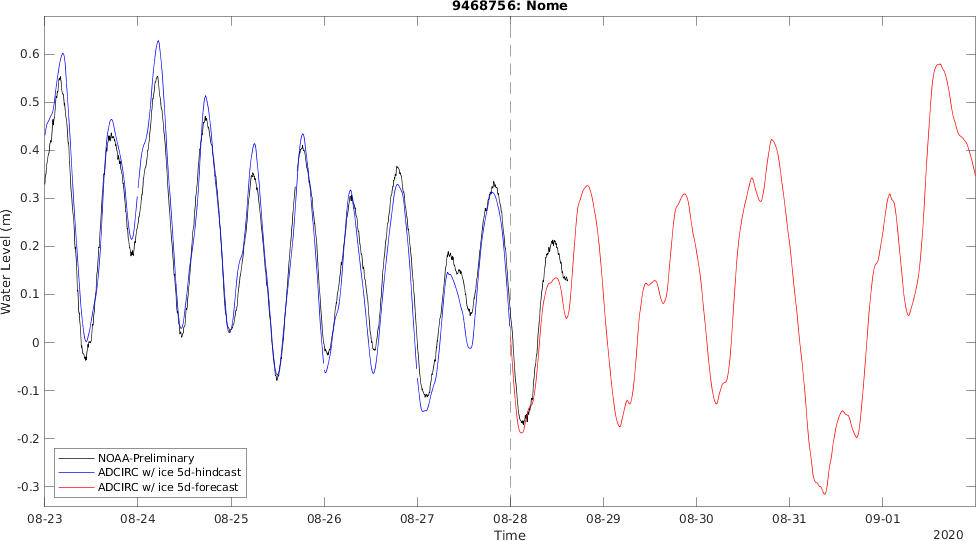 9468756: Nome
Water Level (m)
0.6
0.5
0.4
0.3
0.2
0.1
0
-0.1
-0.2
-0.3
NOAA-Preliminary
ADCIRC w/ ice 5d-hindcast
ADCIRC w/ ice 5d-forecast
08-23 08-24 08-25 08-26 08-27 08-28 08-29 08-30 08-31 09-01
Time
2020